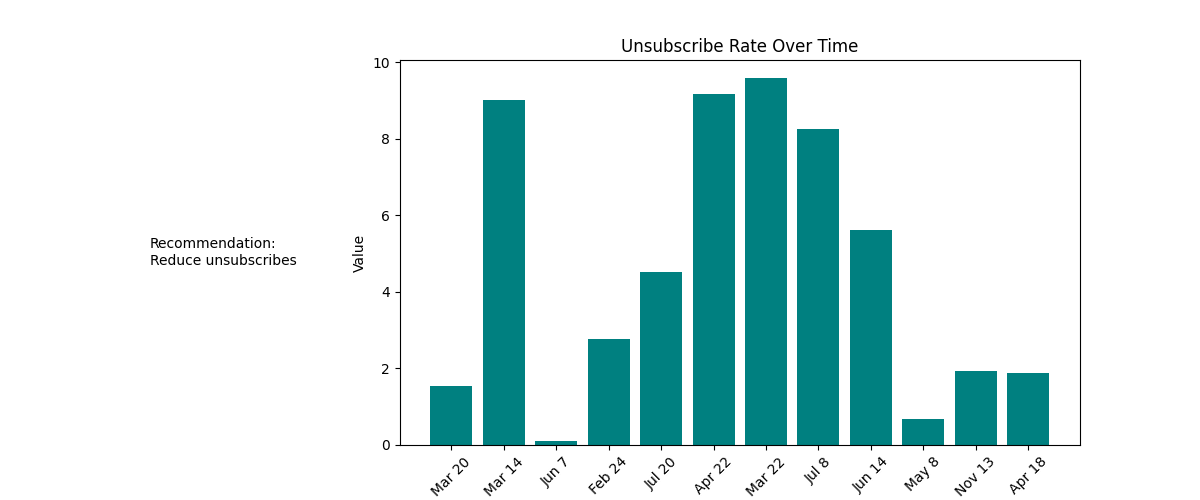 Unsubscribe Rate Over Time
Recommendation:
Reduce unsubscribes
Value
10
8
6
4
2
0
Mar 20
Mar 14
Jun 7
Feb 24
Jul 20
Apr 22
Mar 22
Jul 8
Jun 14
May 8
Nov 13
Apr 18